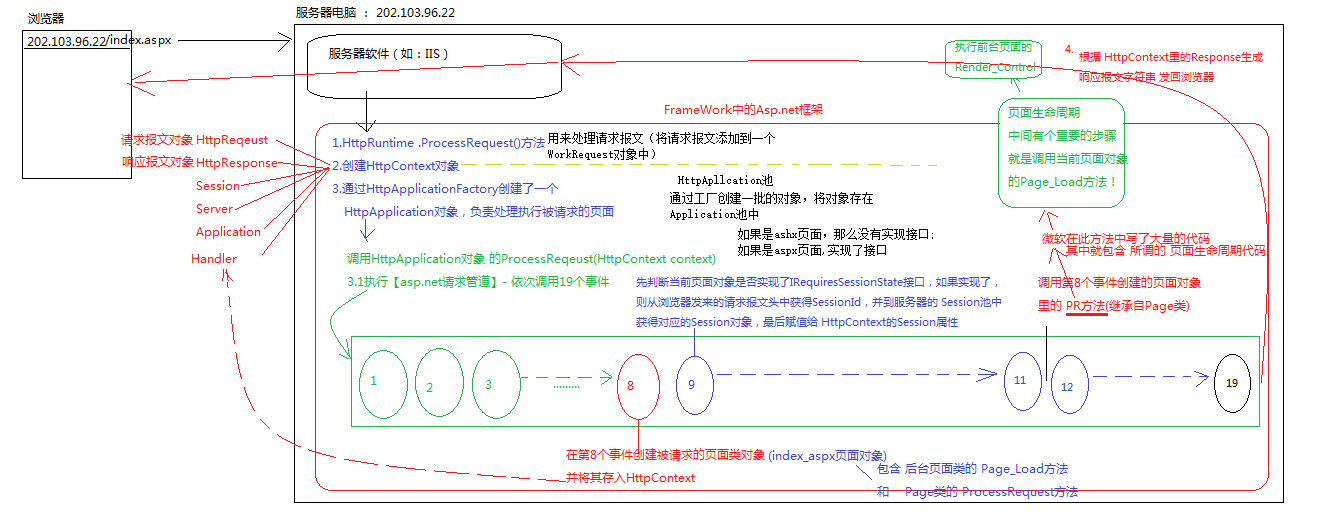 浏览器
服务器电脑 : 202.103.96.22
202.103.96.22/index.aspx
服务器软件（如：IIS）
执行前台页面的
Render_Control
4. 根据 HttpContext里的Response生成
响应报文字符串 发回浏览器
FrameWork中的Asp.net框架
页面生命周期
中间有个重要的步骤
就是调用当前页面对象
的Page_Load方法！
请求报文对象 HttpReqeust
响应报文对象 HttpResponse
Session
Server
Application
Handler
1.HttpRuntime .ProcessRequest()方法
用来处理请求报文（将请求报文添加到一个
WorkRequest对象中）
2.创建HttpContext对象
3.通过HttpApplicationFactory创建了一个
HttpApplication对象，负责处理执行被请求的页面
HttpApllcation池
通过工厂创建一批的对象，将对象存在
Application池中
如果是ashx页面，那么没有实现接口;
如果是aspx页面,实现了接口
微软在此方法中写了大量的代码
其中就包含 所谓的 页面生命周期代码
调用HttpApplication对象 的ProcessReqeust(HttpContext context)
3.1执行【asp.net请求管道】- 依次调用19个事件
先判断当前页面对象是否实现了IRequiresSessionState接口，如果实现了，
则从浏览器发来的请求报文头中获得SessionId，并到服务器的 Session池中
获得对应的Session对象，最后赋值给 HttpContext的Session属性
调用第8个事件创建的页面对象
里的 PR方法(继承自Page类)
1
2
3
.........
8
9
11
12
19
在第8个事件创建被请求的页面类对象 (index_aspx页面对象)
并将其存入HttpContext
包含 后台页面类的 Page_Load方法
和 Page类的 ProcessRequest方法